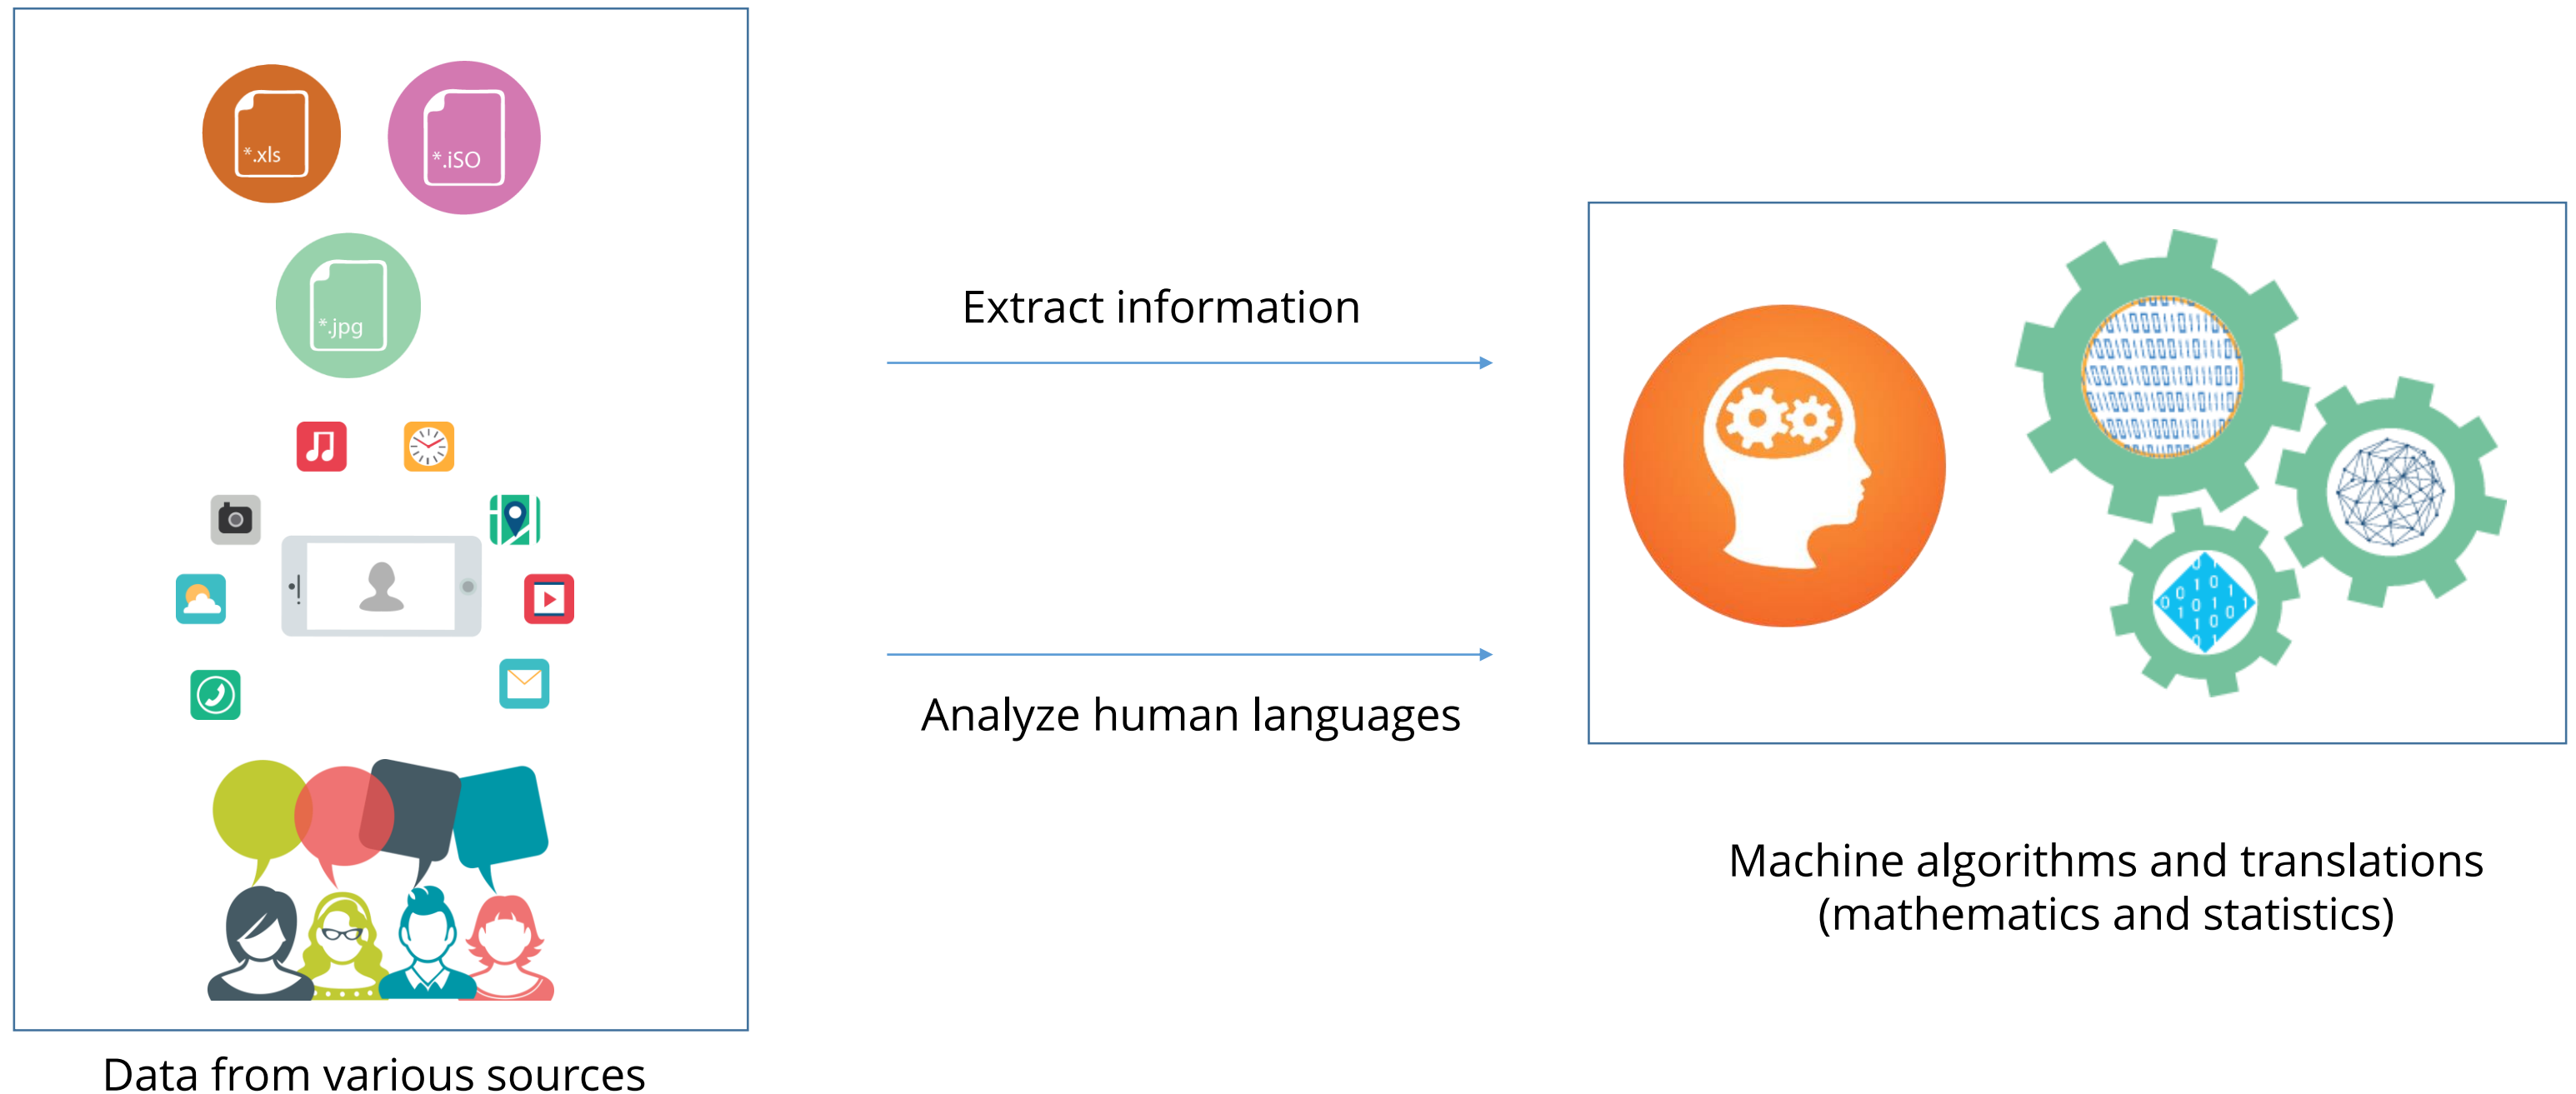 *.xls
*.iSO
*.jpg
Extract information
Analyze human languages
Machine algorithms and translations
(mathematics and statistics)
Data from various sources